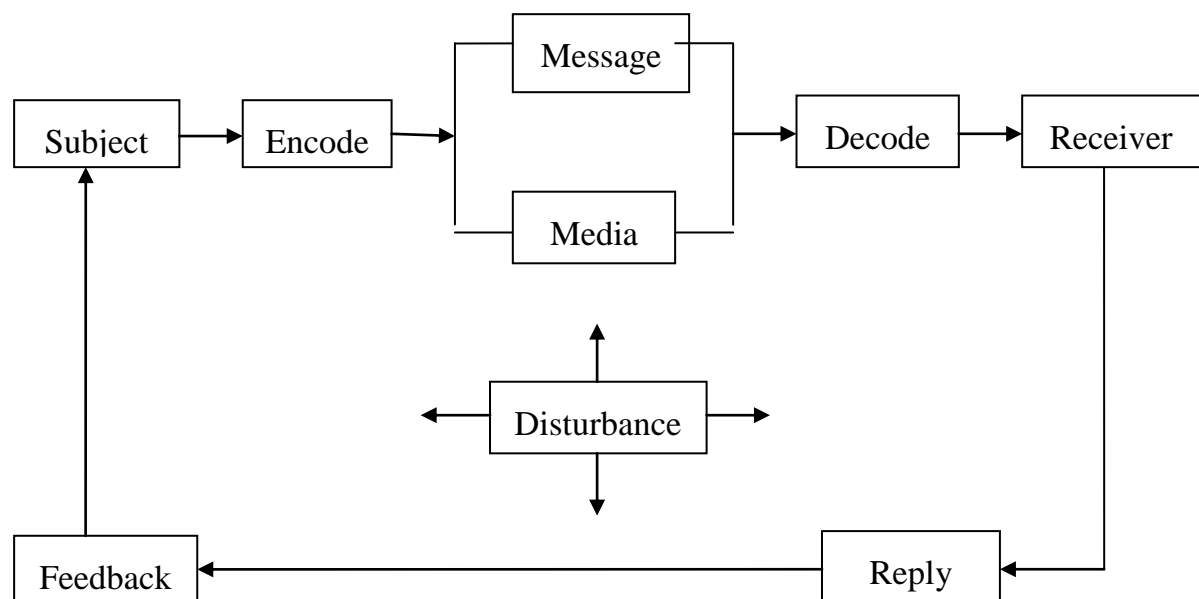 Message
Subject
Encode
Decode
Receiver
Media
Disturbance
Feedback
Reply